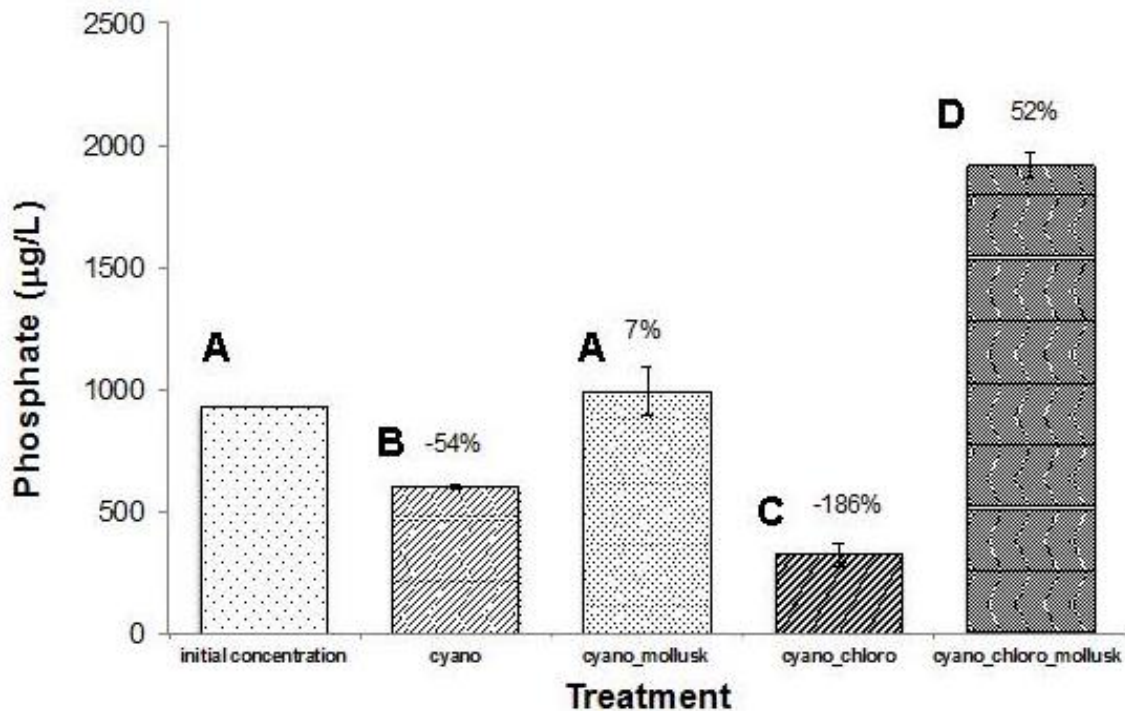 2500
2000
1500
1000
500
0
Phosphate (µg/L)
A
B
-54%
A
7%
C
-186%
D
52%
initial concentration
cyano
cyano_mollusk
cyano_chloro
cyano_chloro_mollusk
Treatment